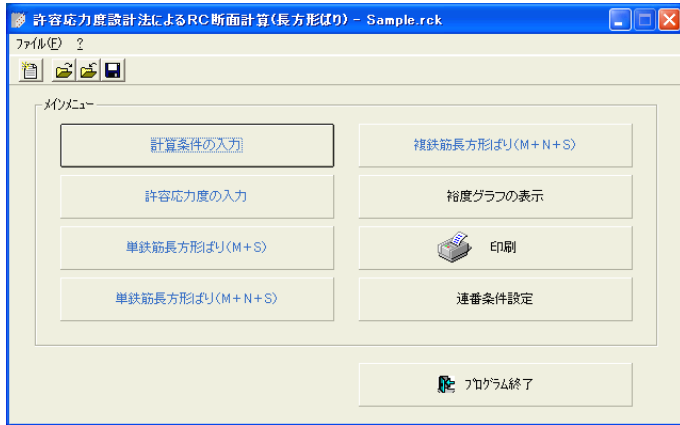 許容応力度設計法によるRC断面計算(長方形ばり) - Sample.rck
ファイル(F) ?
メインメニュー
計算条件の入力
複鉄筋長方形ばり(M+N+S)
許容応力度の入力
裕度グラフの表示
単鉄筋長方形ばり(M+S)
印刷
単鉄筋長方形ばり(M+N+S)
連番条件設定
プログラム終了